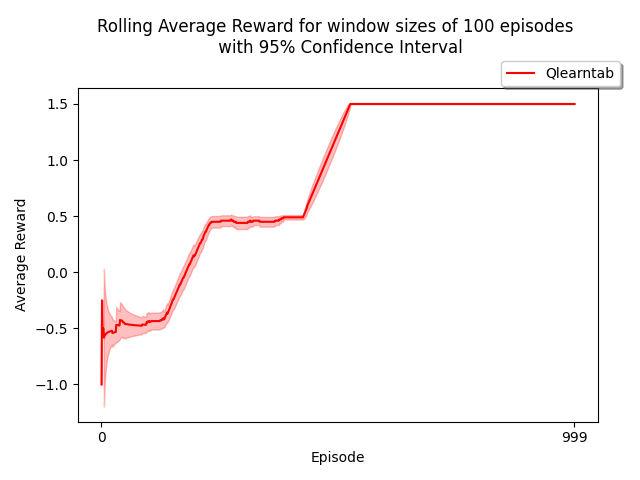 Rolling Average Reward for window sizes of 100 episodes
with 95% Confidence Interval
Qlearntab
1.5
1.0
0.5
0.0
−0.5
−1.0
Average Reward
0
999
Episode